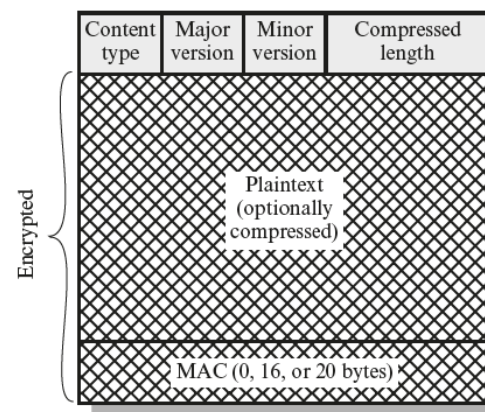 Content type
Major version
Minor version
Compressed length
Encrypted
Plaintext
(optionally
compressed)
MAC (0, 16, or 20 bytes)